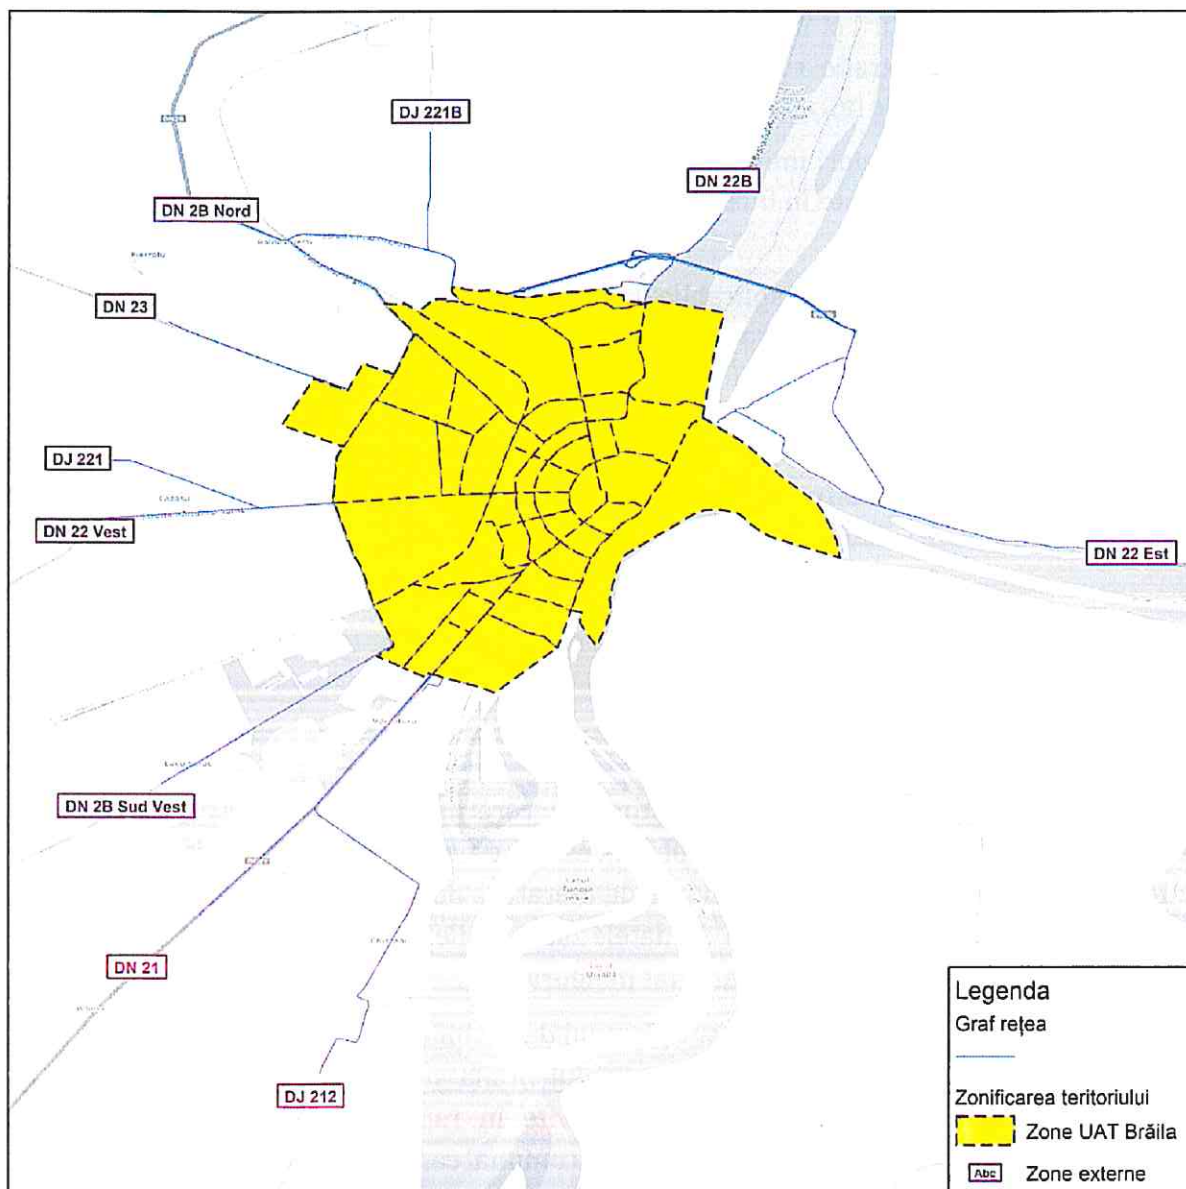 DJ 221B
DN 22B
DN 2B Nord
DN 23
DJ 221
DN 22 Vest
DN 22 Est
DN 2B Sud Vest
DN 21
DJ 212
Legenda
Graf rețea
Zonificarea teritoriului
Zone UAT Brăila
Abc Zone externe